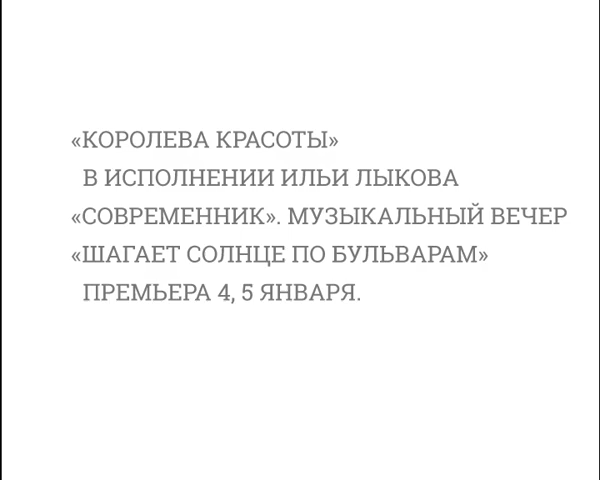 «КОРОЛЕВА КРАСОТЫ»
В ИСПОЛНЕНИИ ИЛЬИ ЛЫКОВА
«СОВРЕМЕННИК». МУЗЫКАЛЬНЫЙ ВЕЧЕР
«ШАГАЕТ СОЛНЦЕ ПО БУЛЬВАРАМ»
ПРЕМЬЕРА 4, 5 ЯНВАРЯ.